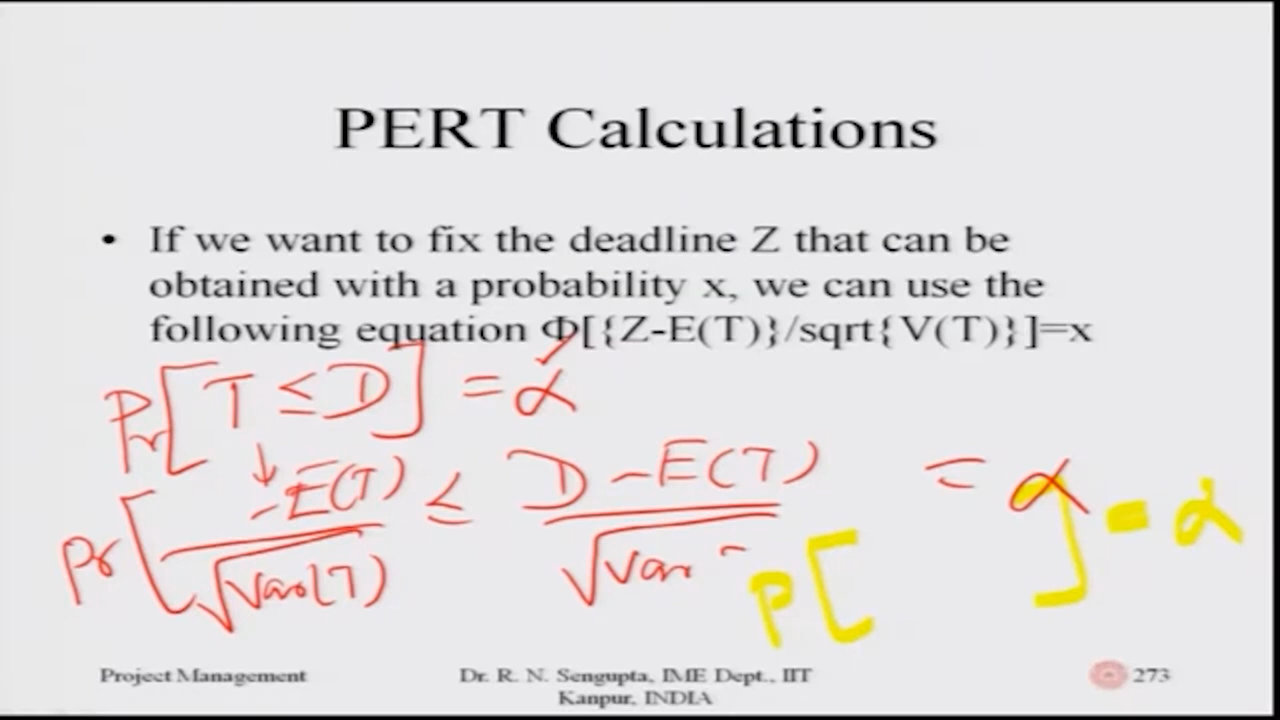 PERT Calculations
• If we want to fix the deadline Z that can be
obtained with a probability x, we can use the
following equation Φ[{Z-E(T)}/sqrt{V(T)}]=x
Pr[T ≤ D] = α
Pr[ -E(T) / √Var(T) ≤ D - E(T) / √Var = α
P[ ] = α
Project Management
Dr. R. N. Sengupta, IME Dept., IIT
Kanpur, INDIA
273